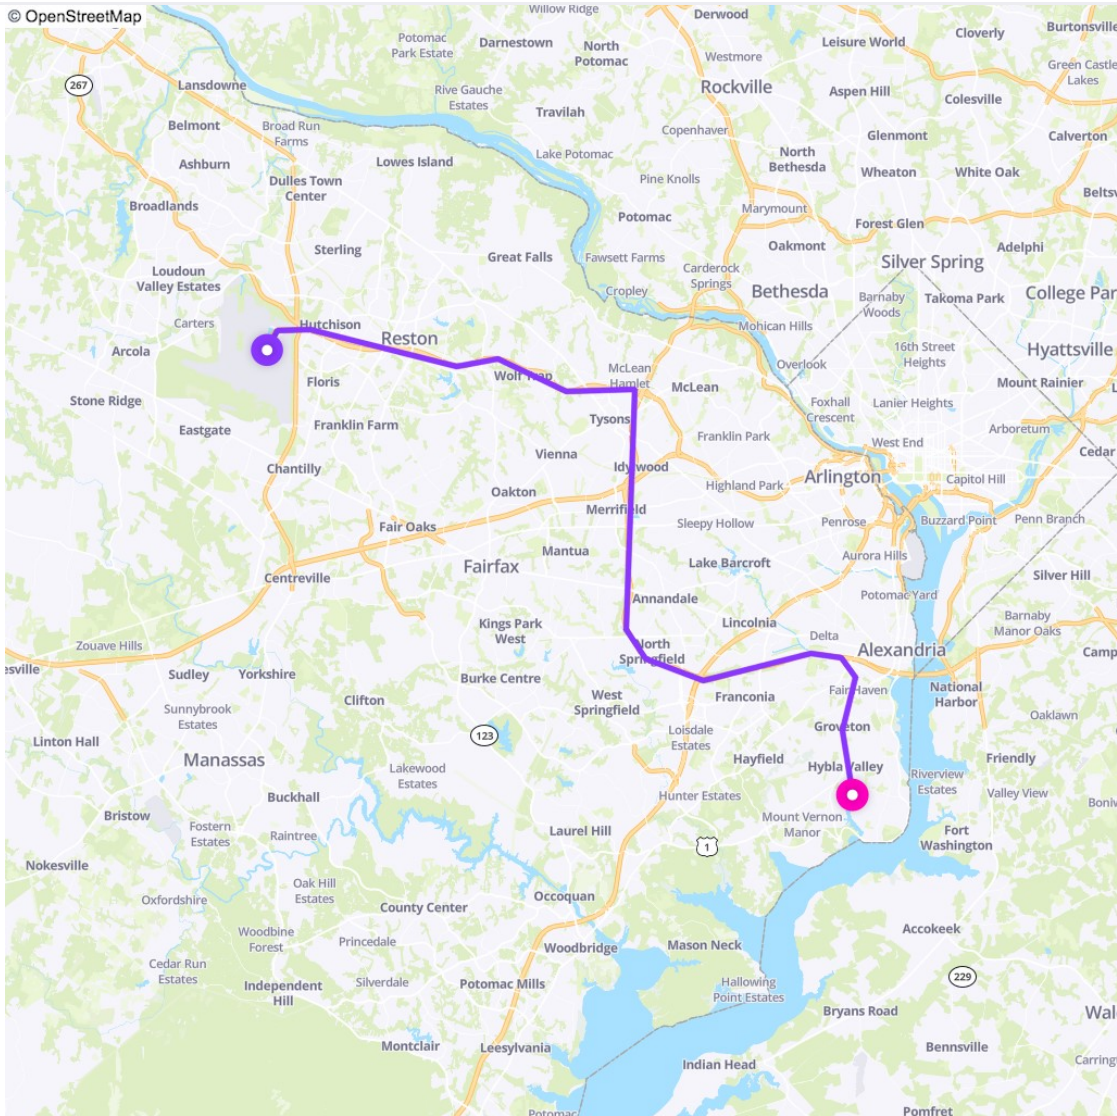 © OpenStreetMap
Willow Ridge
Derwood
Burtonsville
Potomac
Park Estate
Darnestown
North
Potomac
Leisure World
Cloverly
Westmore
Green Castle
Lakes
267
Lansdowne
Rive Gauche
Estates
Rockville
Aspen Hill
Colesville
Travilah
Belmont
Broad Run
Farms
Copenhaver
Glenmont
Calverton
Ashburn
Lowes Island
Lake Potomac
North
Bethesda
Wheaton
White Oak
Dulles Town
Center
Pine Knolls
Beltsv
Broadlands
Potomac
Marymount
Forest Glen
Sterling
Great Falls
Fawsett Farms
Oakmont
Adelphi
Silver Spring
Loudoun
Valley Estates
Carderock
Springs
Cropley
Bethesda
Barnaby
Woods
Takoma Park
College Par
Carters
Hutchison
Reston
Mohican Hills
16th Street
Heights
Hyattsville
Arcola
Overlook
McLean
Hamlet
McLean
Wolf Trap
Mount Rainier
Floris
Stone Ridge
Foxhall
Crescent
Lanier Heights
Tysons
Eastgate
Franklin Farm
Franklin Park
West End
Arboretum
Vienna
Cedar
Chantilly
Idylwood
Arlington
Capitol Hill
Oakton
Highland Park
Merrifield
Sleepy Hollow
Penrose
Buzzard Point
Penn Branch
Fair Oaks
Mantua
Fairfax
Lake Barcroft
Aurora Hills
Centreville
Silver Hill
Annandale
Potomac Yard
Kings Park
West
Lincolnia
Barnaby
Manor Oaks
Zouave Hills
North
Springfield
Delta
Alexandria
Camp
esville
Sudley
Yorkshire
Burke Centre
Franconia
Fair Haven
National
Harbor
West
Springfield
Clifton
Sunnybrook
Estates
123
Loisdale
Estates
Groveton
Oaklawn
Linton Hall
Manassas
Hayfield
Hybla Valley
Friendly
Lakewood
Estates
Riverview
Estates
Buckhall
Hunter Estates
Valley View
Boniw
Bristow
Fostern
Estates
Raintree
Laurel Hill
Mount Vernon
Manor
Fort
Washington
1
Nokesville
Oak Hill
Estates
Oxfordshire
Occoquan
County Center
Woodbine
Forest
Princedale
Woodbridge
Mason Neck
Accokeek
Cedar Run
Estates
Independent
Hill
Silverdale
Potomac Mills
Hallowing
Point Estates
229
Bryans Road
Wal
Montclair
Leesylvania
Indian Head
Bennsville
Carring
Potomac
Pomfret